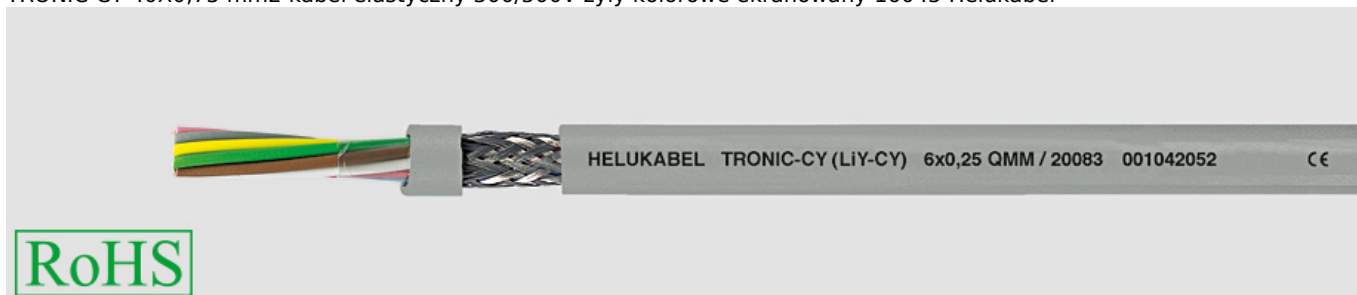 HELUKABEL TRONIC-CY (LiY-CY) 6x0,25 QMM / 20083 001042052 CE
RoHS